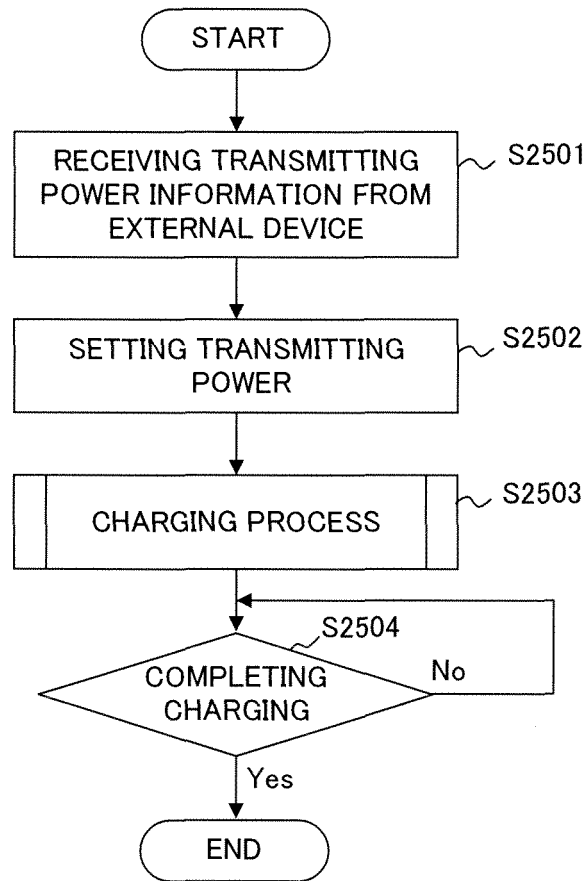 START
RECEIVING TRANSMITTING
POWER INFORMATION FROM
EXTERNAL DEVICE
S2501
SETTING TRANSMITTING
POWER
S2502
CHARGING PROCESS
S2503
S2504
COMPLETING
CHARGING
No
Yes
END